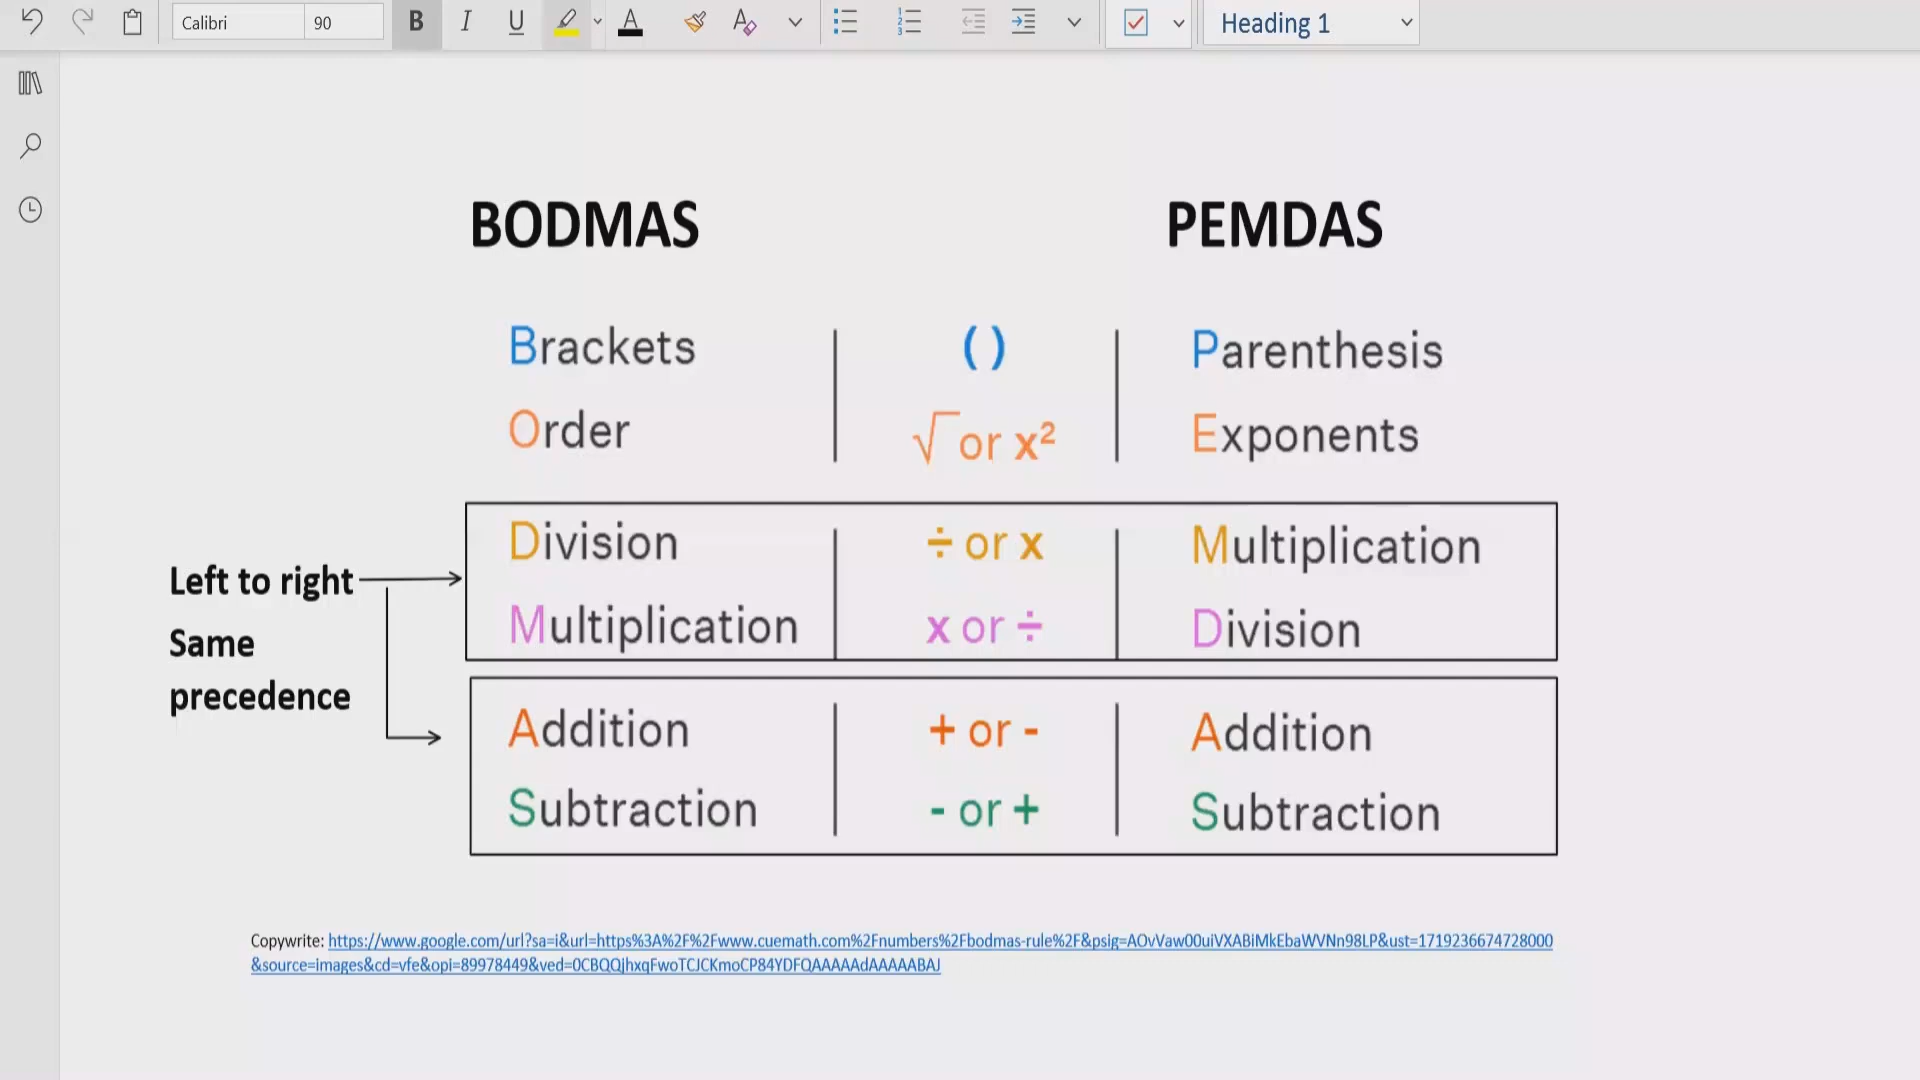 Calibri 90 B I U A A Heading 1
BODMAS PEMDAS
Brackets ( ) Parenthesis
Order √ or x² Exponents
Division ÷ or x Multiplication
Left to right
Multiplication x or ÷ Division
Same
precedence
Addition + or - Addition
Subtraction - or + Subtraction
Copywrite: https://www.google.com/url?sa=i&url=https%3A%2F%2Fwww.cuemath.com%2Fnumbers%2Fbodmas-rule%2F&psig=AOvVaw00uiVXABiMkEbaWVNn98LP&ust=1719236674728000
&source=images&cd=vfe&opi=89978449&ved=0CBQQjhxqFwoTCJCKmoCP84YDFQAAAAAdAAAAABAJ